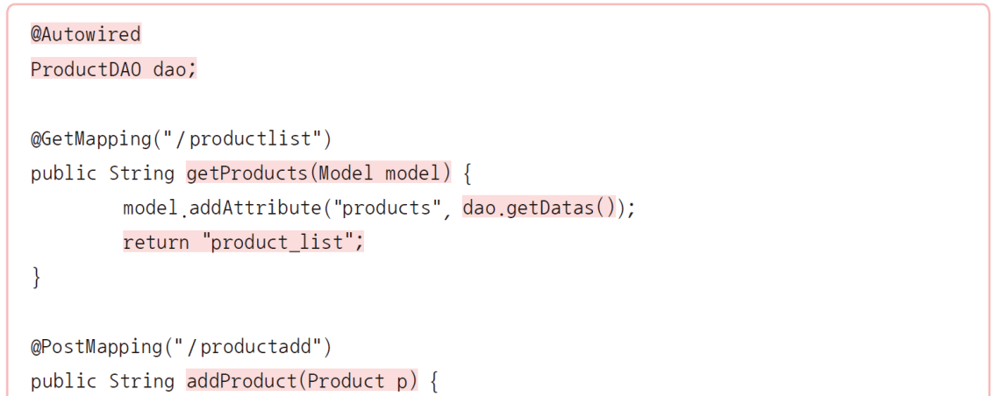 @Autowired
ProductDAO dao;
@GetMapping("/productlist")
public String getProducts(Model model) {
model.addAttribute("products", dao.getDatas());
return "product_list";
}
@PostMapping("/productadd")
public String addProduct(Product p) {